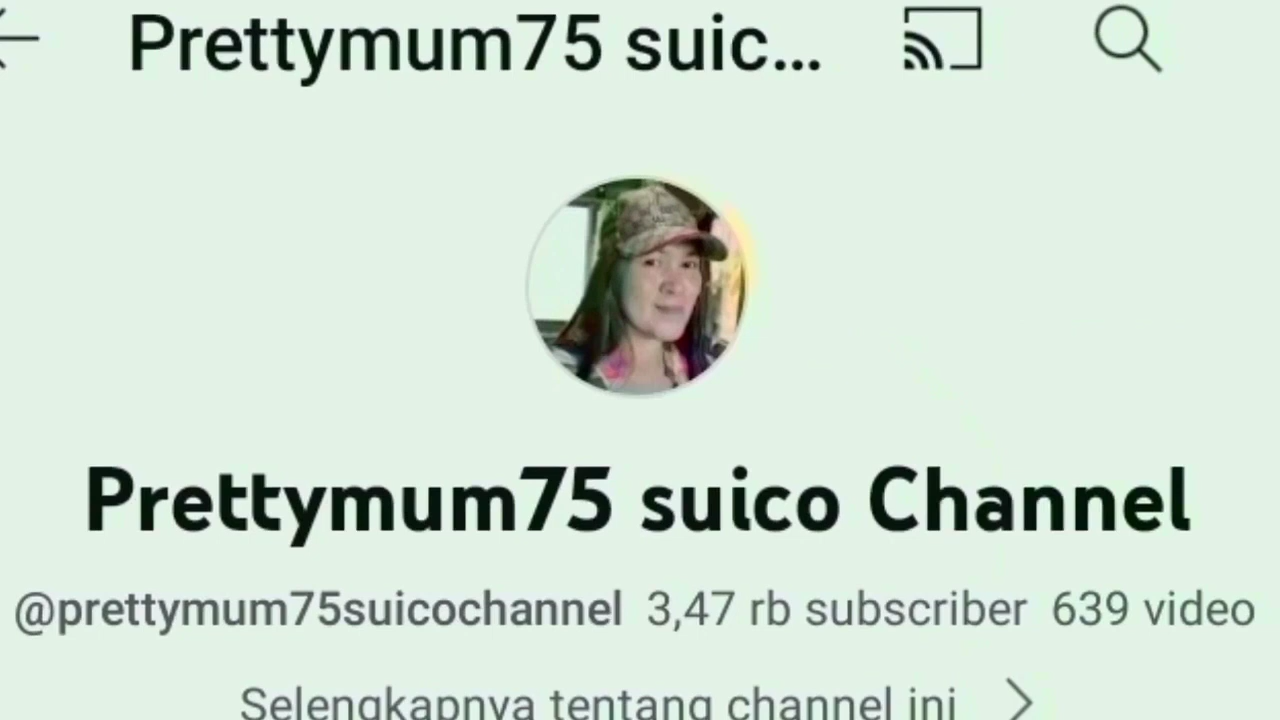 Prettymum75 suic...
Prettymum75 suico Channel
@prettymum75suicochannel 3,47 rb subscriber 639 video
Selengkapnya tentang channel ini